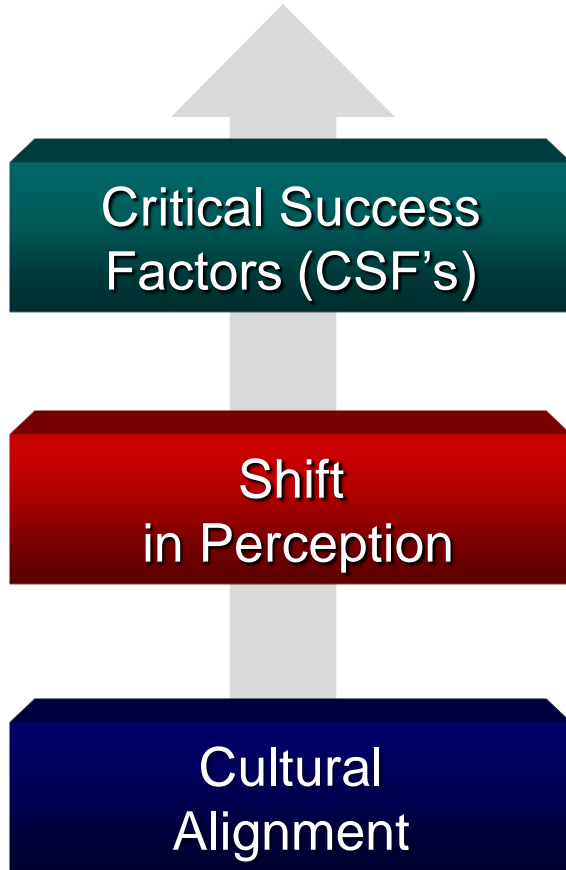 Critical Success
Factors (CSF’s)
Shift
in Perception
Cultural
Alignment